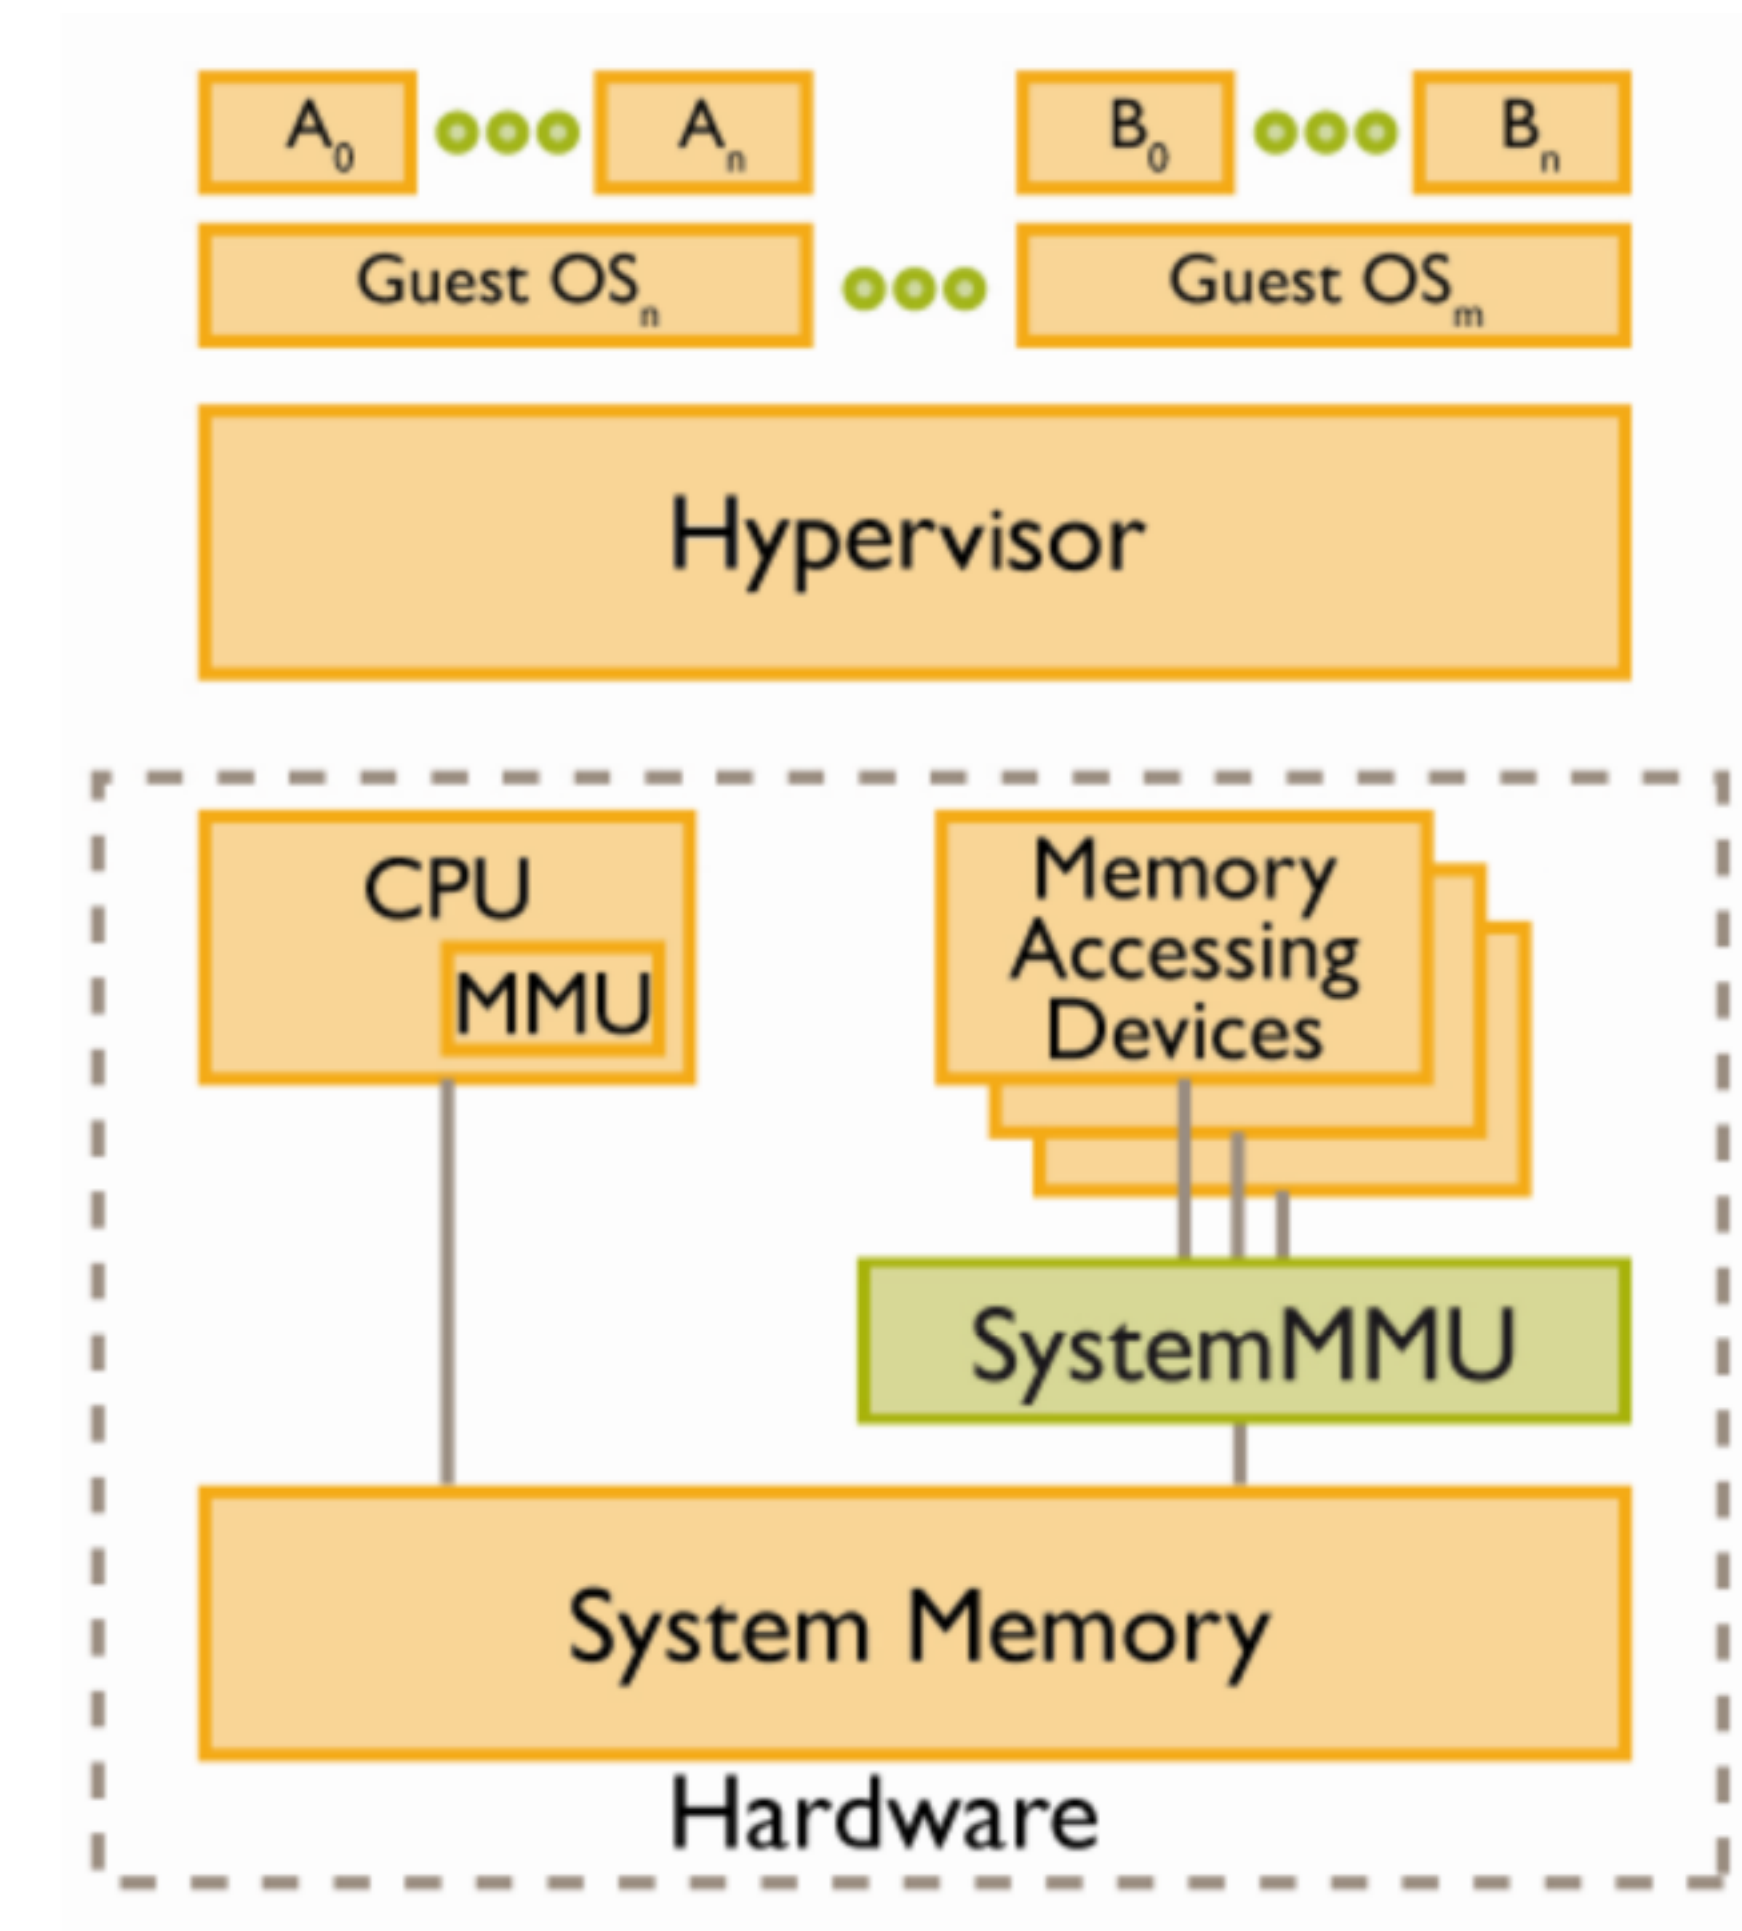 A0
An
B0
Bn
Guest OSn
Guest OSm
Hypervisor
CPU
MMU
Memory
Accessing
Devices
SystemMMU
System Memory
Hardware